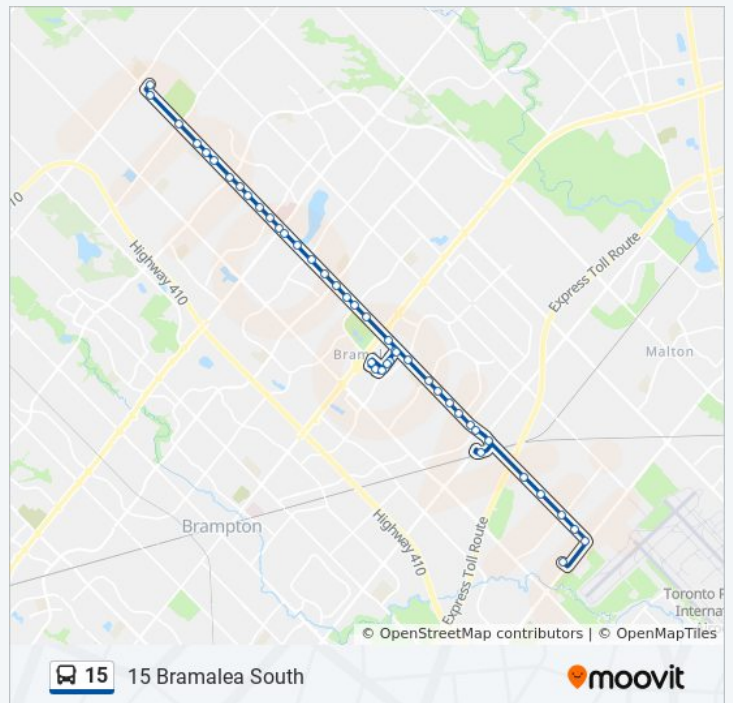 10
Highway 410
Express Toll Route
Malton
Bram
Brampton
Highway 410
Express Toll Route
Toronto P
Interna
© OpenStreetMap contributors | © OpenMapTiles
15
15 Bramalea South
moovit